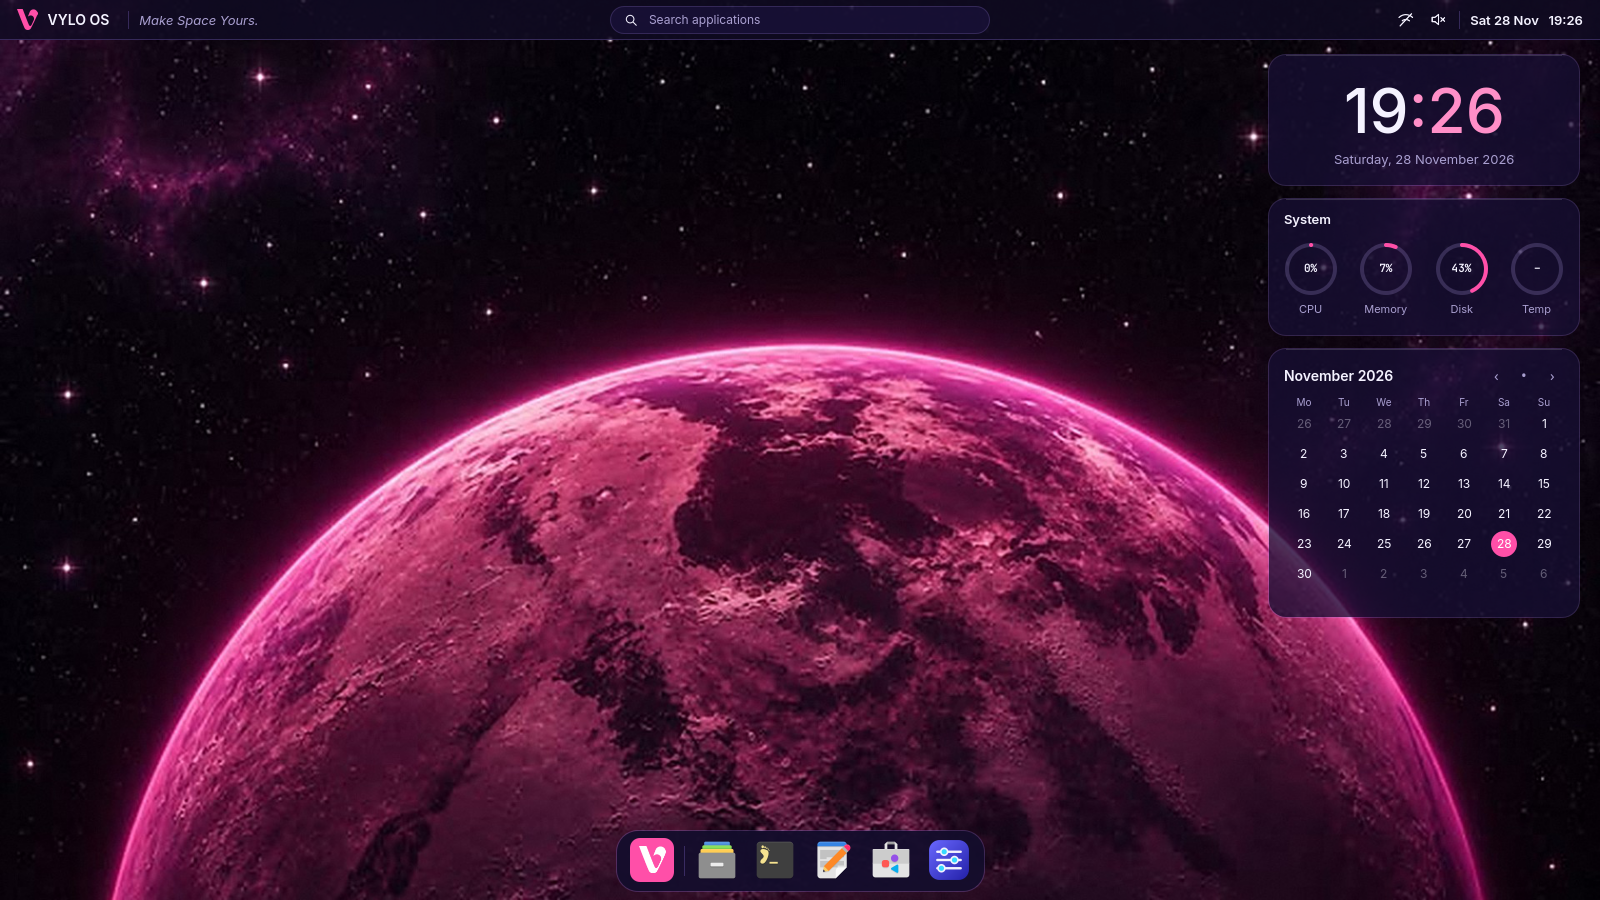 VYLO OS
Make Space Yours.
Search applications
Sat 28 Nov 19:26
19:26
Saturday, 28 November 2026
System
0% 7% 43% –
CPU Memory Disk Temp
November 2026 ‹ • ›
Mo Tu We Th Fr Sa Su
26 27 28 29 30 31 1
2 3 4 5 6 7 8
9 10 11 12 13 14 15
16 17 18 19 20 21 22
23 24 25 26 27 28 29
30 1 2 3 4 5 6